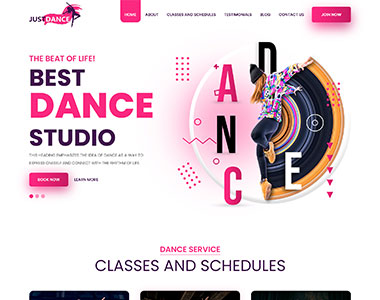 JUST DANCE
HOME ABOUT CLASSES AND SCHEDULES TESTIMONIALS BLOG CONTACT US JOIN NOW
THE BEAT OF LIFE!
BEST
DANCE
STUDIO
THIS HEADING EMPHASIZES THE IDEA OF DANCE AS A WAY TO
EXPRESS ONESELF AND CONNECT WITH THE RHYTHM OF LIFE.
BOOK NOW LEARN MORE
DANCE
DANCE SERVICE
CLASSES AND SCHEDULES